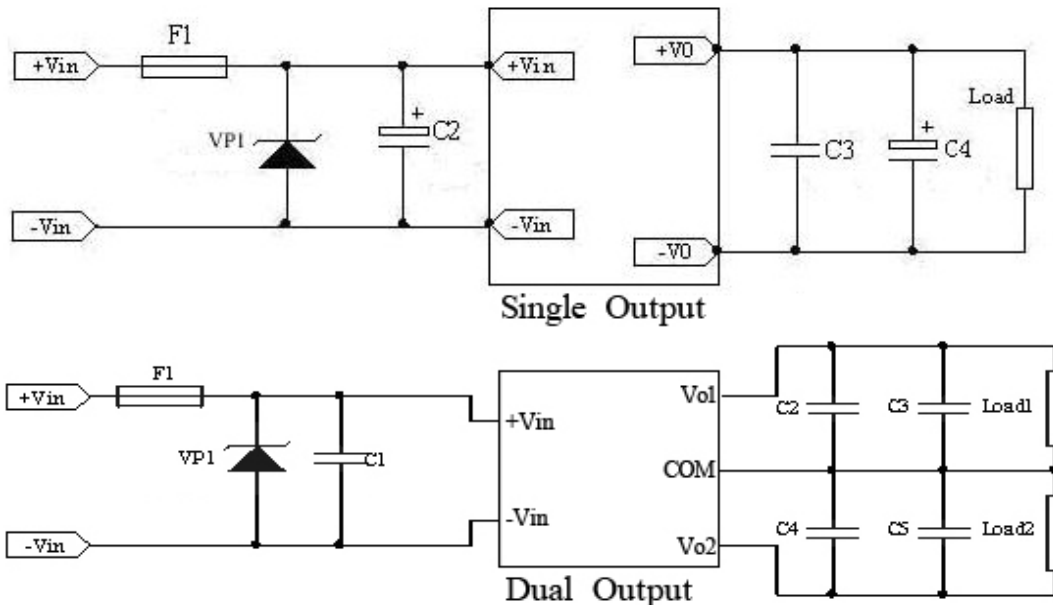 F1
+Vin
+Vin
+V0
Load
VP1
+
C2
C3
+
C4
-Vin
-Vin
-V0
Single Output
F1
+Vin
Vo1
+Vin
C2
C3
Load1
VP1
C1
COM
-Vin
C4
C5
Load2
-Vin
Vo2
Dual Output